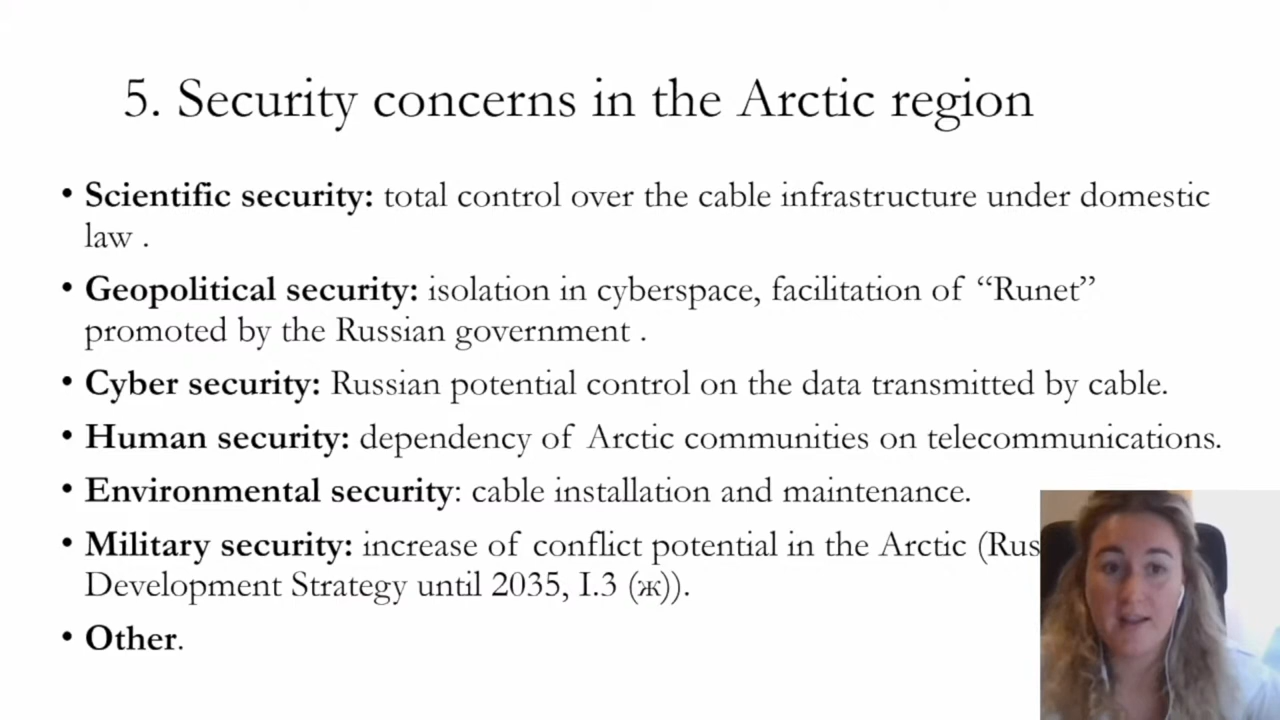 5. Security concerns in the Arctic region
• Scientific security: total control over the cable infrastructure under domestic
law .
• Geopolitical security: isolation in cyberspace, facilitation of “Runet”
promoted by the Russian government .
• Cyber security: Russian potential control on the data transmitted by cable.
• Human security: dependency of Arctic communities on telecommunications.
• Environmental security: cable installation and maintenance.
• Military security: increase of conflict potential in the Arctic (Rus
Development Strategy until 2035, I.3 (ж)).
• Other.